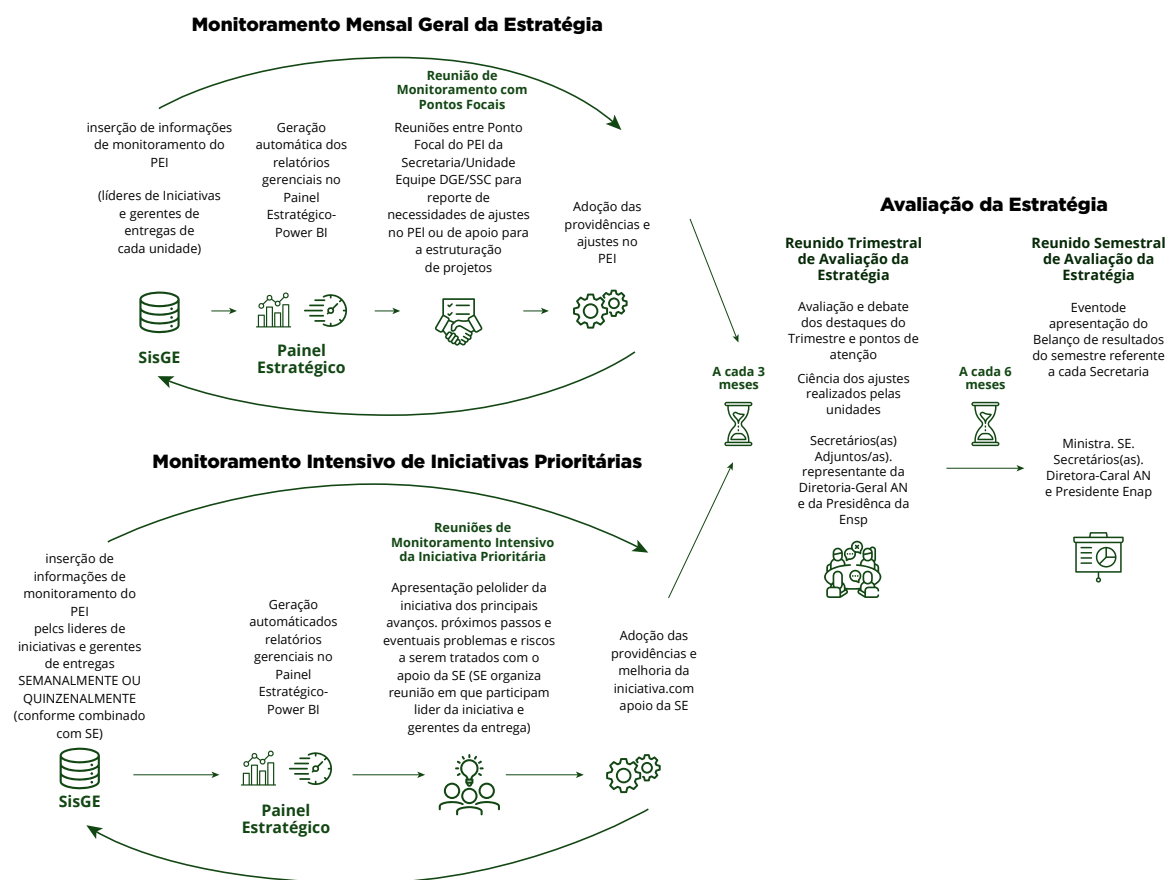 Monitoramento Mensal Geral da Estratégia
inserção de informações
de monitoramento do
PEI
(líderes de Iniciativas
e gerentes de
entregas de
cada unidade)
SisGE
Geração
automática dos
relatórios
gerenciais no
Painel
Estratégico-
Power BI
Painel
Estratégico
Reunião de
Monitoramento com
Pontos Focais
Reuniões entre Ponto
Focal do PEI da
Secretaria/Unidade
Equipe DGE/SSC para
reporte de
necessidades de ajustes
no PEI ou de apoio para
a estruturação
de projetos
Adoção das
providências e
ajustes no
PEI
Monitoramento Intensivo de Iniciativas Prioritárias
inserção de
informações de
monitoramento do
PEI
pelcs lideres de
iniciativas e gerentes
de entregas
SEMANALMENTE OU
QUINZENALMENTE
(conforme combinado
com SE)
SisGE
Geração
automáticados
relatórios
gerenciais no
Painel
Estratégico-
Power BI
Painel
Estratégico
Reuniões de
Monitoramento Intensivo
da Iniciativa Prioritária
Apresentação pelolider da
iniciativa dos principais
avanços. próximos passos e
eventuais problemas e riscos
a serem tratados com o
apoio da SE (SE organiza
reunião em que participam
lider da iniciativa e
gerentes da entrega)
Adoção das
providências e
melhoria da
iniciativa.com
apoio da SE
A cada 3
meses
Avaliação da Estratégia
Reunido Trimestral
de Avaliação da
Estratégia
Avaliação e debate
dos destaques do
Trimestre e pontos de
atenção
Ciência dos ajustes
realizados pelas
unidades
Secretários(as)
Adjuntos/as).
representante da
Diretoria-Geral AN
e da Presidênca da
Ensp
A cada 6
meses
Reunido Semestral
de Avaliação da
Estratégia
Eventode
apresentação do
Belanço de resultados
do semestre referente
a cada Secretaria
Ministra. SE.
Secretários(as).
Diretora-Caral AN
e Presidente Enap